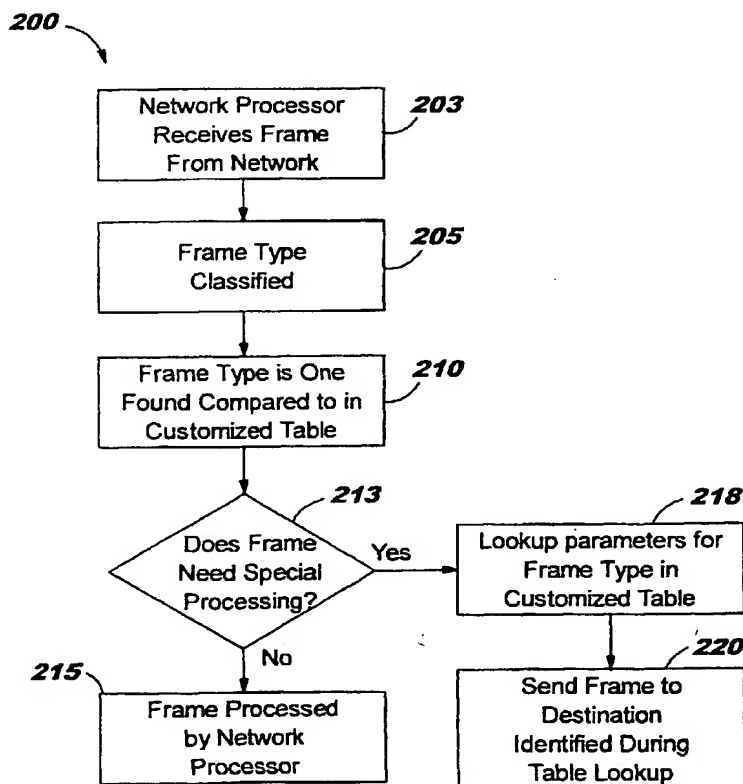 200
Network Processor
Receives Frame
From Network
203
Frame Type
Classified
205
Frame Type is One
Found Compared to in
Customized Table
210
213
Does Frame
Need Special
Processing?
Yes
No
218
Lookup parameters for
Frame Type in
Customized Table
215
Frame Processed
by Network
Processor
220
Send Frame to
Destination
Identified During
Table Lookup